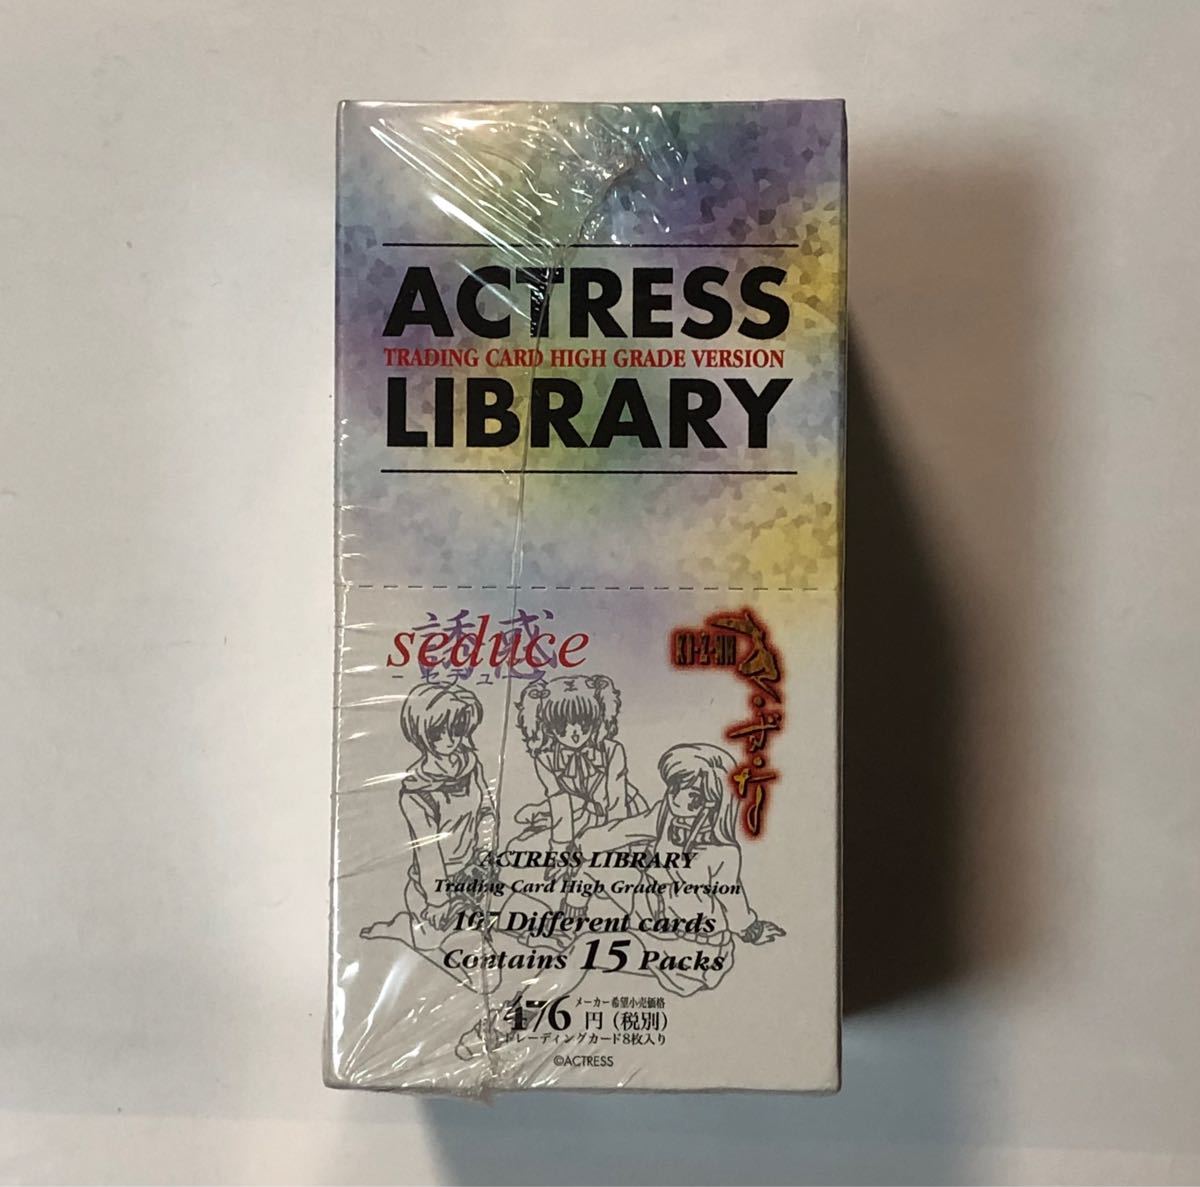 ACTRESS
TRADING CARD HIGH GRADE VERSION
LIBRARY
誘惑
seduce
-セデュース-
ACTRESS LIBRARY
Trading Card High Grade Version
107 Different cards
Contains 15 Packs
476 メーカー希望小売価格
円(税別)
トレーディングカード8枚入り
©ACTRESS